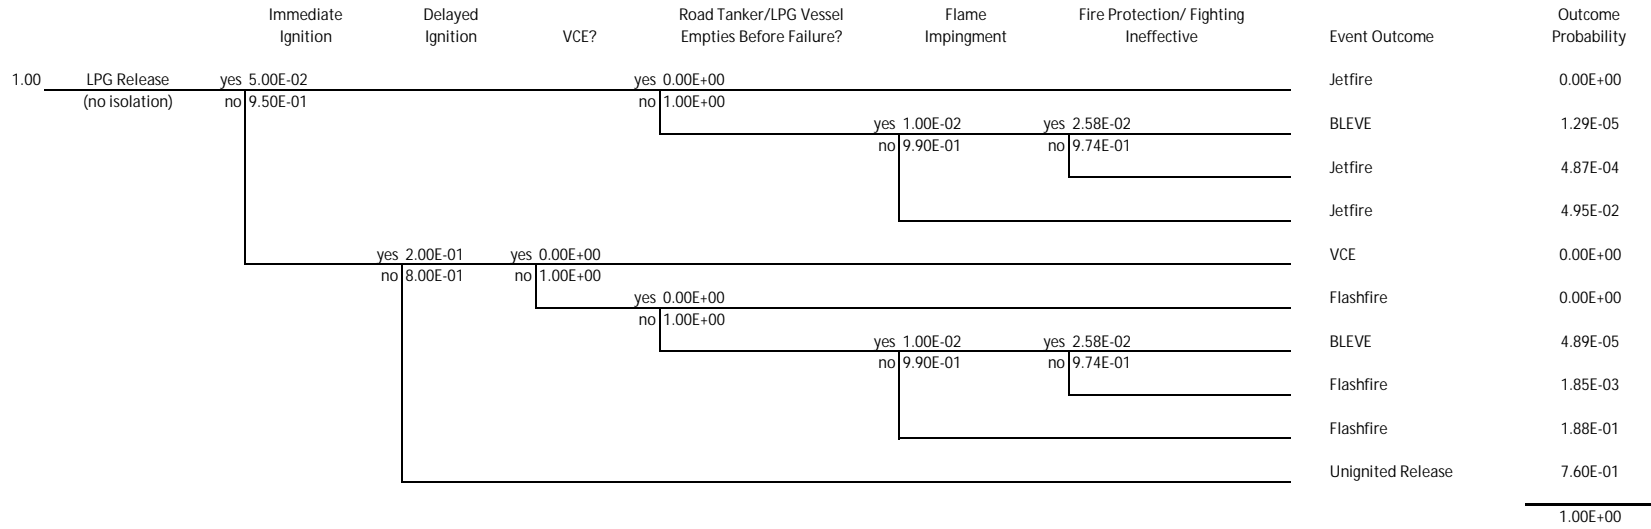 Immediate Delayed Road Tanker/LPG Vessel Flame Fire Protection/ Fighting Outcome
Ignition Ignition VCE? Empties Before Failure? Impingment Ineffective Event Outcome Probability
1.00 LPG Release yes 5.00E-02 yes 0.00E+00 Jetfire 0.00E+00
(no isolation) no 9.50E-01 no 1.00E+00
yes 1.00E-02 yes 2.58E-02 BLEVE 1.29E-05
no 9.90E-01 no 9.74E-01
Jetfire 4.87E-04
Jetfire 4.95E-02
yes 2.00E-01 yes 0.00E+00 VCE 0.00E+00
no 8.00E-01 no 1.00E+00
yes 0.00E+00 Flashfire 0.00E+00
no 1.00E+00
yes 1.00E-02 yes 2.58E-02 BLEVE 4.89E-05
no 9.90E-01 no 9.74E-01
Flashfire 1.85E-03
Flashfire 1.88E-01
Unignited Release 7.60E-01
1.00E+00